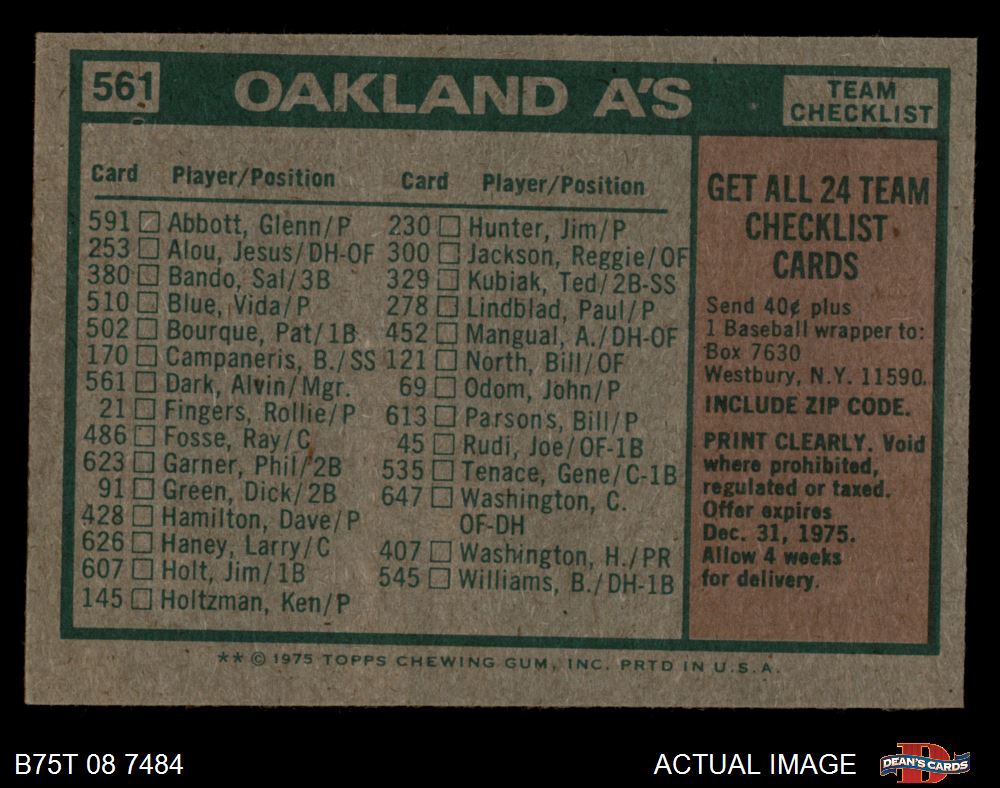 561 OAKLAND A'S TEAM CHECKLIST
Card Player/Position
591 Abbott, Glenn/P
253 Alou, Jesus/DH-OF
380 Bando, Sal/3B
510 Blue, Vida/P
502 Bourque, Pat/1B
170 Campaneris, B./SS
561 Dark, Alvin/Mgr.
21 Fingers, Rollie/P
486 Fosse, Ray/C
623 Garner, Phil/2B
91 Green, Dick/2B
428 Hamilton, Dave/P
626 Haney, Larry/C
607 Holt, Jim/1B
145 Holtzman, Ken/P
Card Player/Position
230 Hunter, Jim/P
300 Jackson, Reggie/OF
329 Kubiak, Ted/2B-SS
278 Lindblad, Paul/P
452 Mangual, A./DH-OF
121 North, Bill/OF
69 Odom, John/P
613 Parsons, Bill/P
45 Rudi, Joe/OF-1B
535 Tenace, Gene/C-1B
647 Washington, C.
OF-DH
407 Washington, H./PR
545 Williams, B./DH-1B
GET ALL 24 TEAM
CHECKLIST
CARDS
Send 40¢ plus
1 Baseball wrapper to:
Box 7630
Westbury, N.Y. 11590.
INCLUDE ZIP CODE.
PRINT CLEARLY. Void
where prohibited,
regulated or taxed.
Offer expires
Dec. 31, 1975.
Allow 4 weeks
for delivery.
** © 1975 TOPPS CHEWING GUM, INC. PRTD IN U.S.A.
B75T 08 7484
ACTUAL IMAGE
D
DEAN'S CARDS